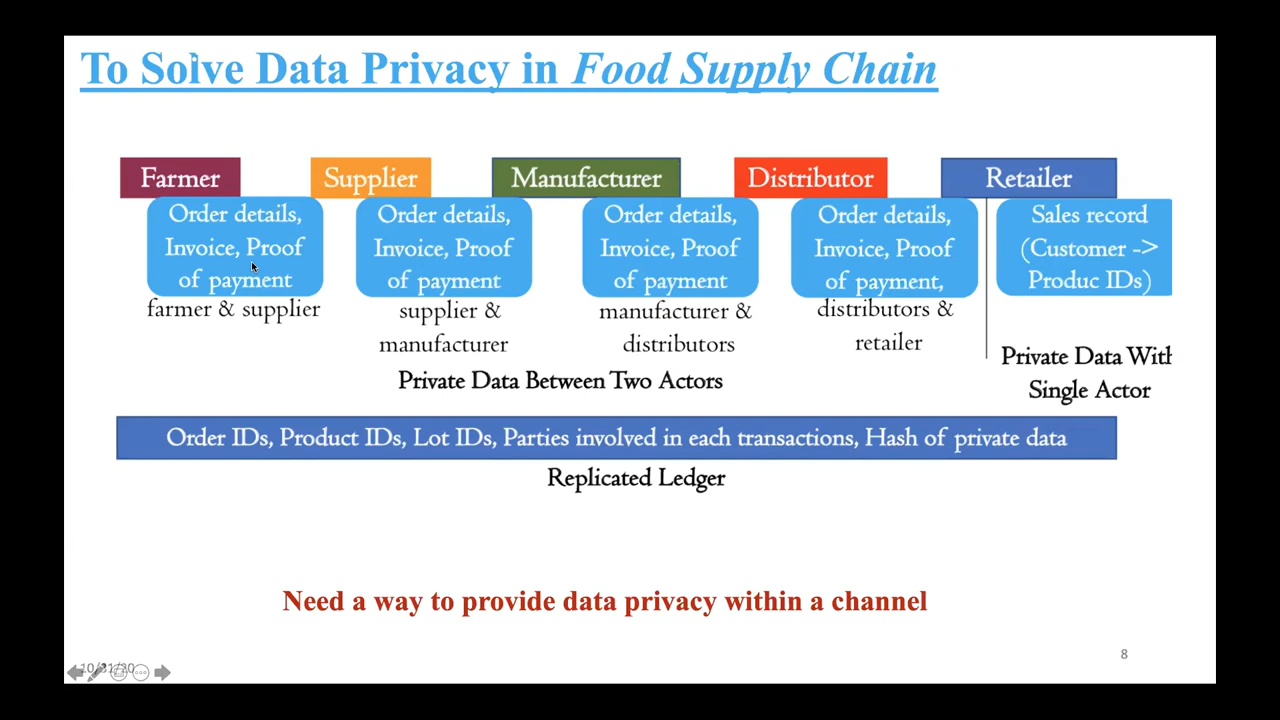 To Solve Data Privacy in Food Supply Chain
Farmer
Supplier
Manufacturer
Distributor
Retailer
Order details,
Invoice, Proof
of payment
farmer & supplier
Order details,
Invoice, Proof
of payment
supplier &
manufacturer
Order details,
Invoice, Proof
of payment
manufacturer &
distributors
Order details,
Invoice, Proof
of payment,
distributors &
retailer
Sales record
(Customer ->
Produc IDs)
Private Data With
Single Actor
Private Data Between Two Actors
Order IDs, Product IDs, Lot IDs, Parties involved in each transactions, Hash of private data
Replicated Ledger
Need a way to provide data privacy within a channel
10/31/20
8